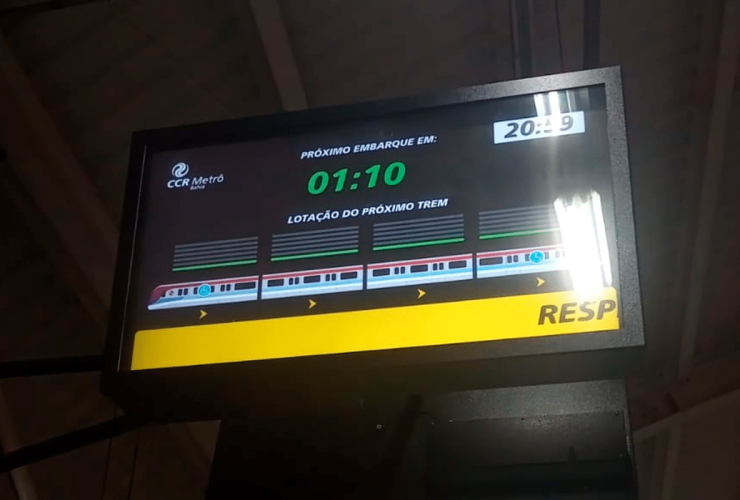 PRÓXIMO EMBARQUE EM:
20:59
CCR Metrô
Bahia
01:10
LOTAÇÃO DO PRÓXIMO TREM
RESP